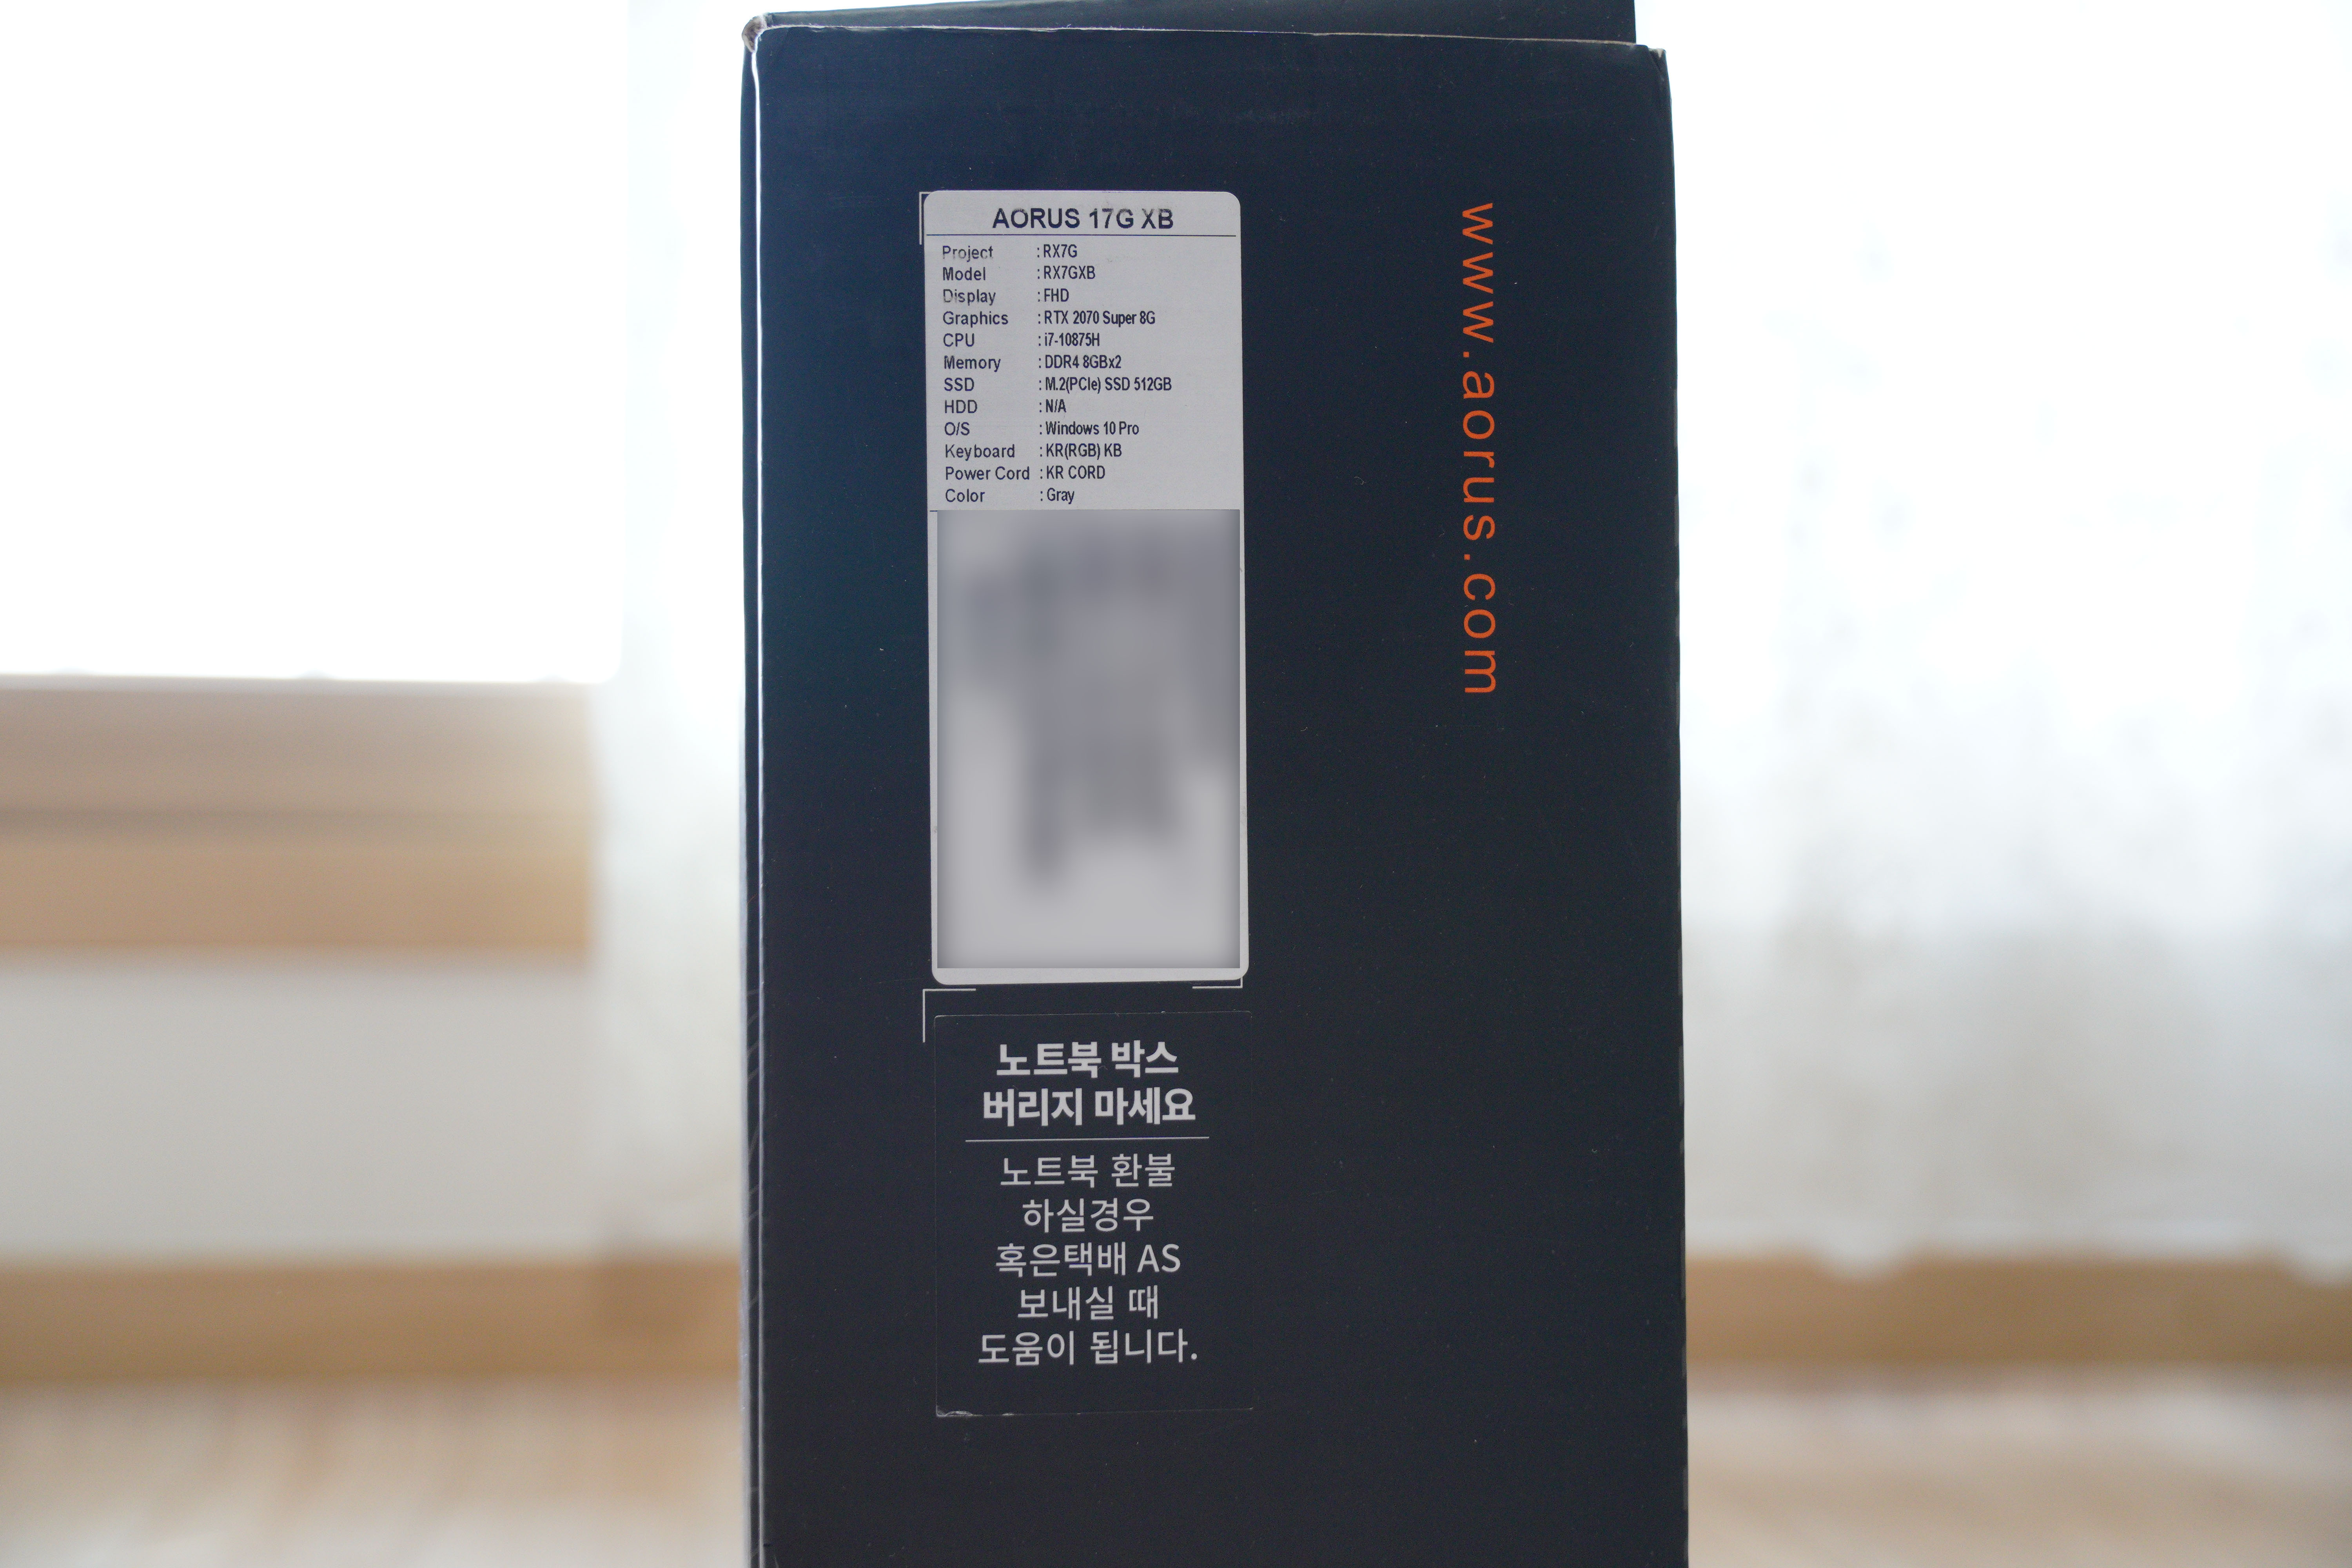 AORUS 17G XB
Project : RX7G
Model : RX7GXB
Display : FHD
Graphics : RTX 2070 Super 8G
CPU : i7-10875H
Memory : DDR4 8GBx2
SSD : M.2(PCIe) SSD 512GB
HDD : N/A
O/S : Windows 10 Pro
Keyboard : KR(RGB) KB
Power Cord : KR CORD
Color : Gray
노트북 박스
버리지 마세요
노트북 환불
하실경우
혹은택배 AS
보내실 때
도움이 됩니다.
www.aorus.com